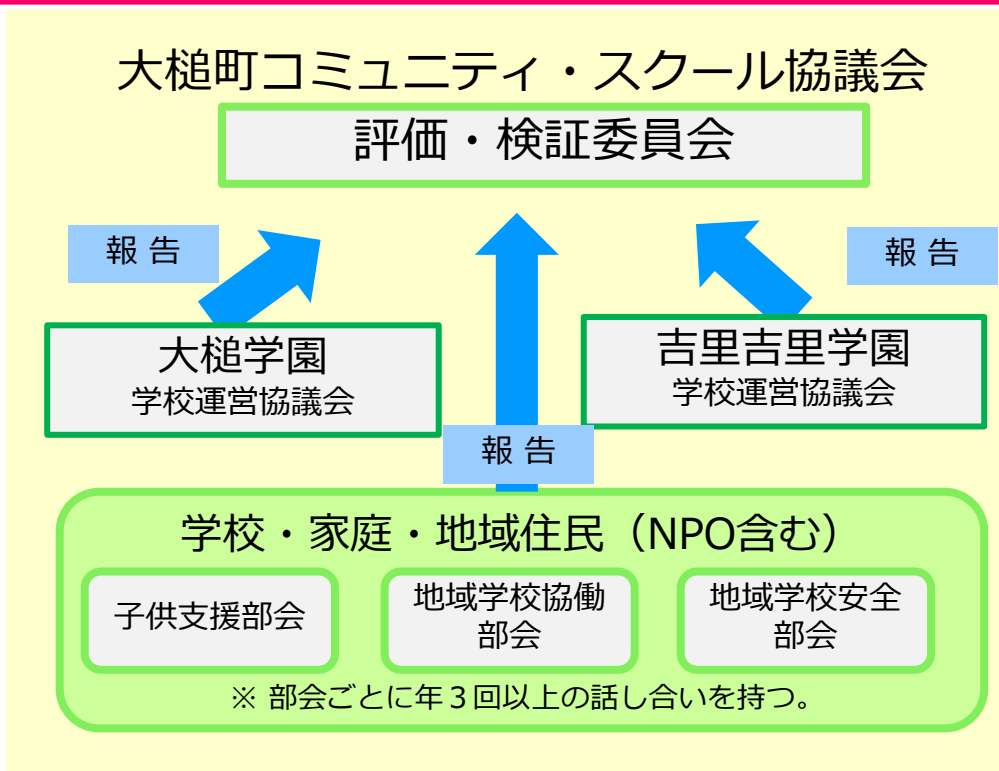 大槌町コミュニティ・スクール協議会
評価・検証委員会
報 告
報 告
大槌学園
学校運営協議会
吉里吉里学園
学校運営協議会
報 告
学校・家庭・地域住民（NPO含む）
子供支援部会
地域学校協働
部会
地域学校安全
部会
※ 部会ごとに年３回以上の話し合いを持つ。